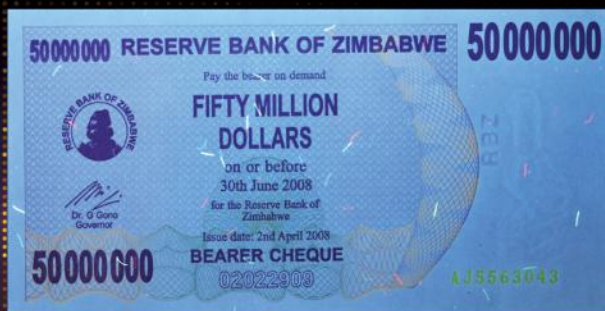 50000000 RESERVE BANK OF ZIMBABWE 50000000
Pay the bearer on demand
FIFTY MILLION
DOLLARS
on or before
30th June 2008
for the Reserve Bank of
Zimbabwe
Issue date: 2nd April 2008
BEARER CHEQUE
02022909
RESERVE BANK OF ZIMBABWE
Dr. G Gono
Governor
50000000
RBZ
AJ5563043